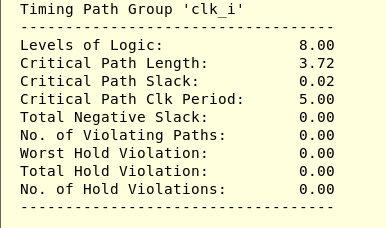 Timing Path Group 'clk_i'
-----------------------------------
Levels of Logic:               8.00
Critical Path Length:          3.72
Critical Path Slack:           0.02
Critical Path Clk Period:      5.00
Total Negative Slack:          0.00
No. of Violating Paths:        0.00
Worst Hold Violation:          0.00
Total Hold Violation:          0.00
No. of Hold Violations:        0.00
-----------------------------------